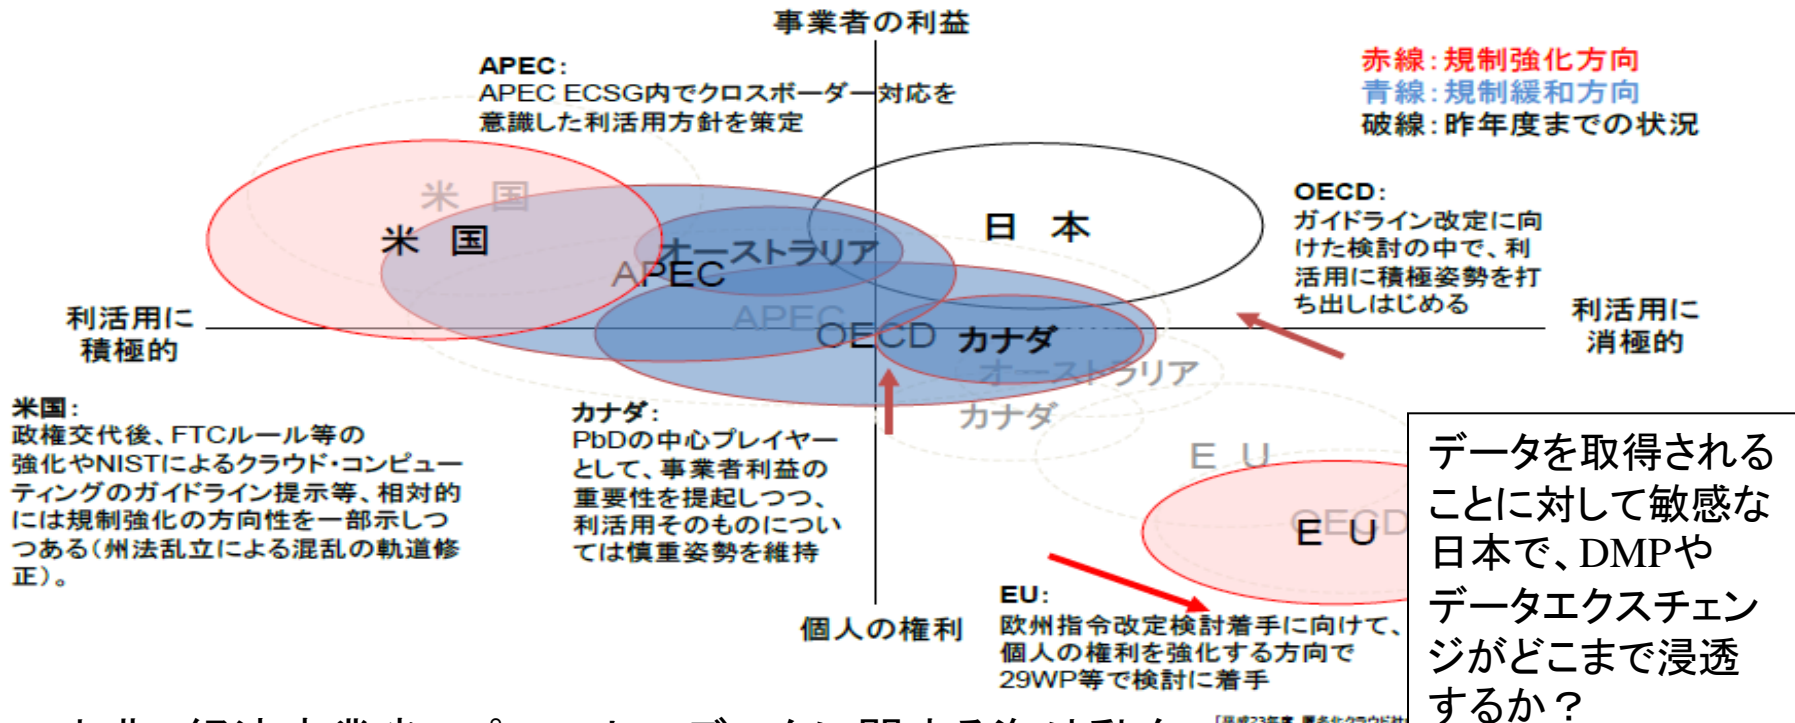 事業者の利益
APEC:
APEC ECSG内でクロスボーダー対応を
意識した利活用方針を策定
赤線:規制強化方向
青線:規制緩和方向
破線:昨年度までの状況
米 国
米 国
オーストラリア
APEC
日 本
OECD:
ガイドライン改定に向
けた検討の中で、利
活用に積極姿勢を打
ち出しはじめる
利活用に
積極的
APEC
OECD
カナダ
利活用に
消極的
オーストラリア
カナダ
米国:
政権交代後、FTCルール等の
強化やNISTによるクラウド・コンピュー
ティングのガイドライン提示等、相対的
には規制強化の方向性を一部示しつ
つある(州法乱立による混乱の軌道修
正)。
カナダ:
PbDの中心プレイヤー
として、事業者利益の
重要性を提起しつつ、
利活用そのものについ
ては慎重姿勢を維持
EU
OECD
EU
個人の権利
EU:
欧州指令改定検討着手に向けて、
個人の権利を強化する方向で
29WP等で検討に着手
データを取得される
ことに対して敏感な
日本で、DMPや
データエクスチェン
ジがどこまで浸透
するか?